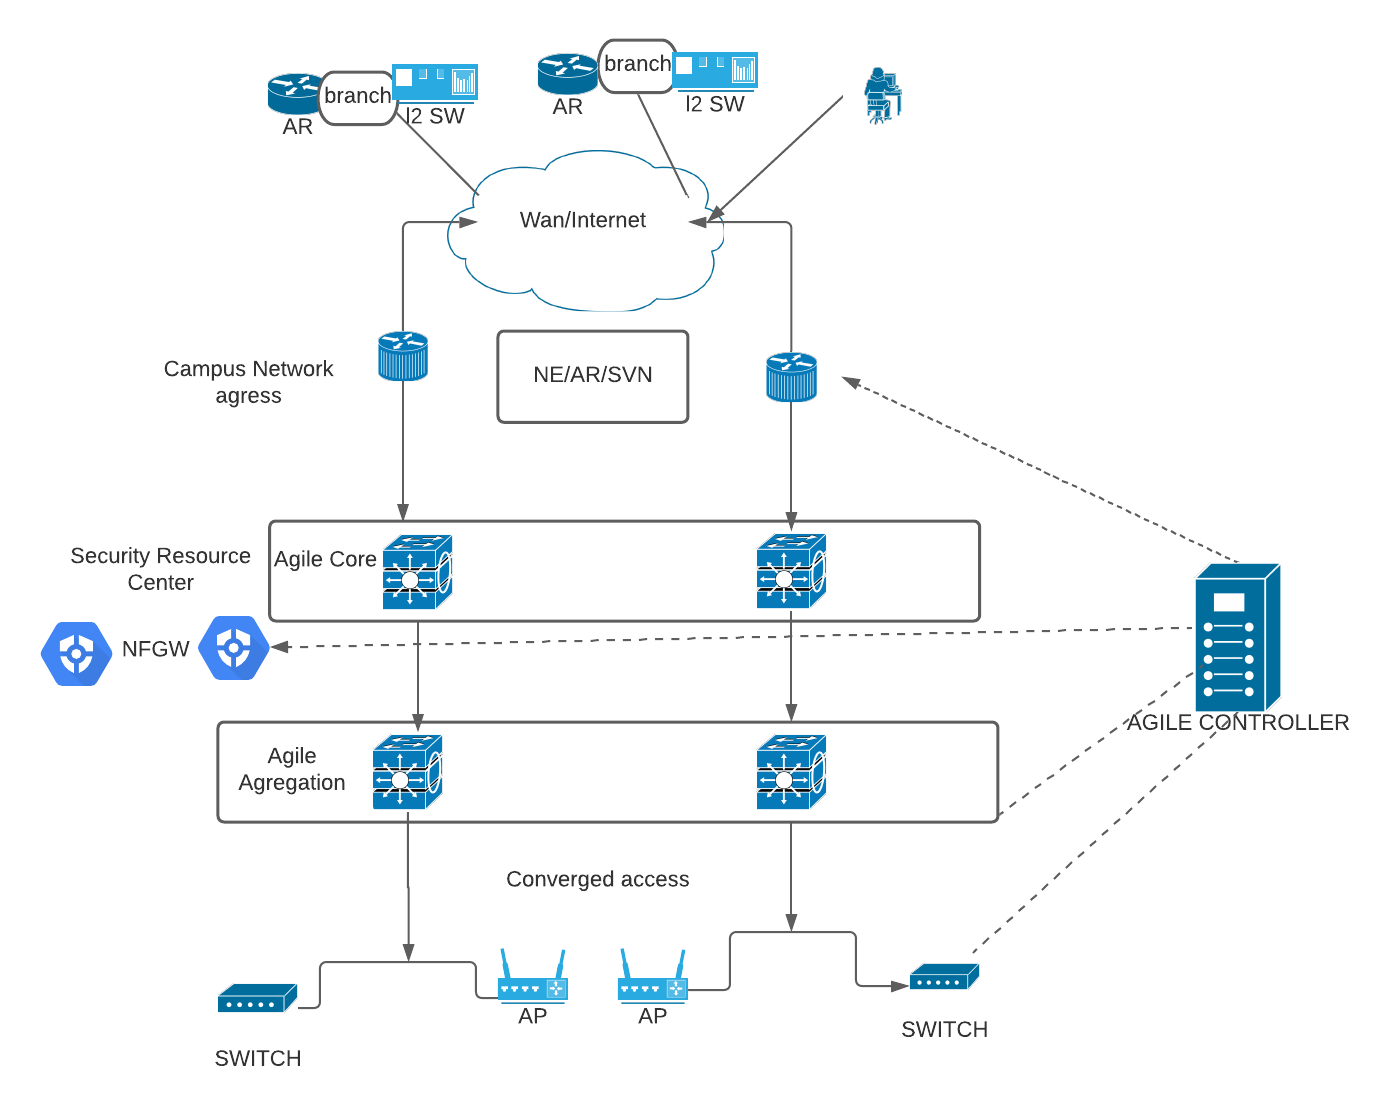 branch
l2 SW
AR
branch
l2 SW
AR
Wan/Internet
Campus Network
agress
NE/AR/SVN
Security Resource
Center
Agile Core
NFGW
AGILE CONTROLLER
Agile
Agregation
Converged access
AP
AP
SWITCH
SWITCH